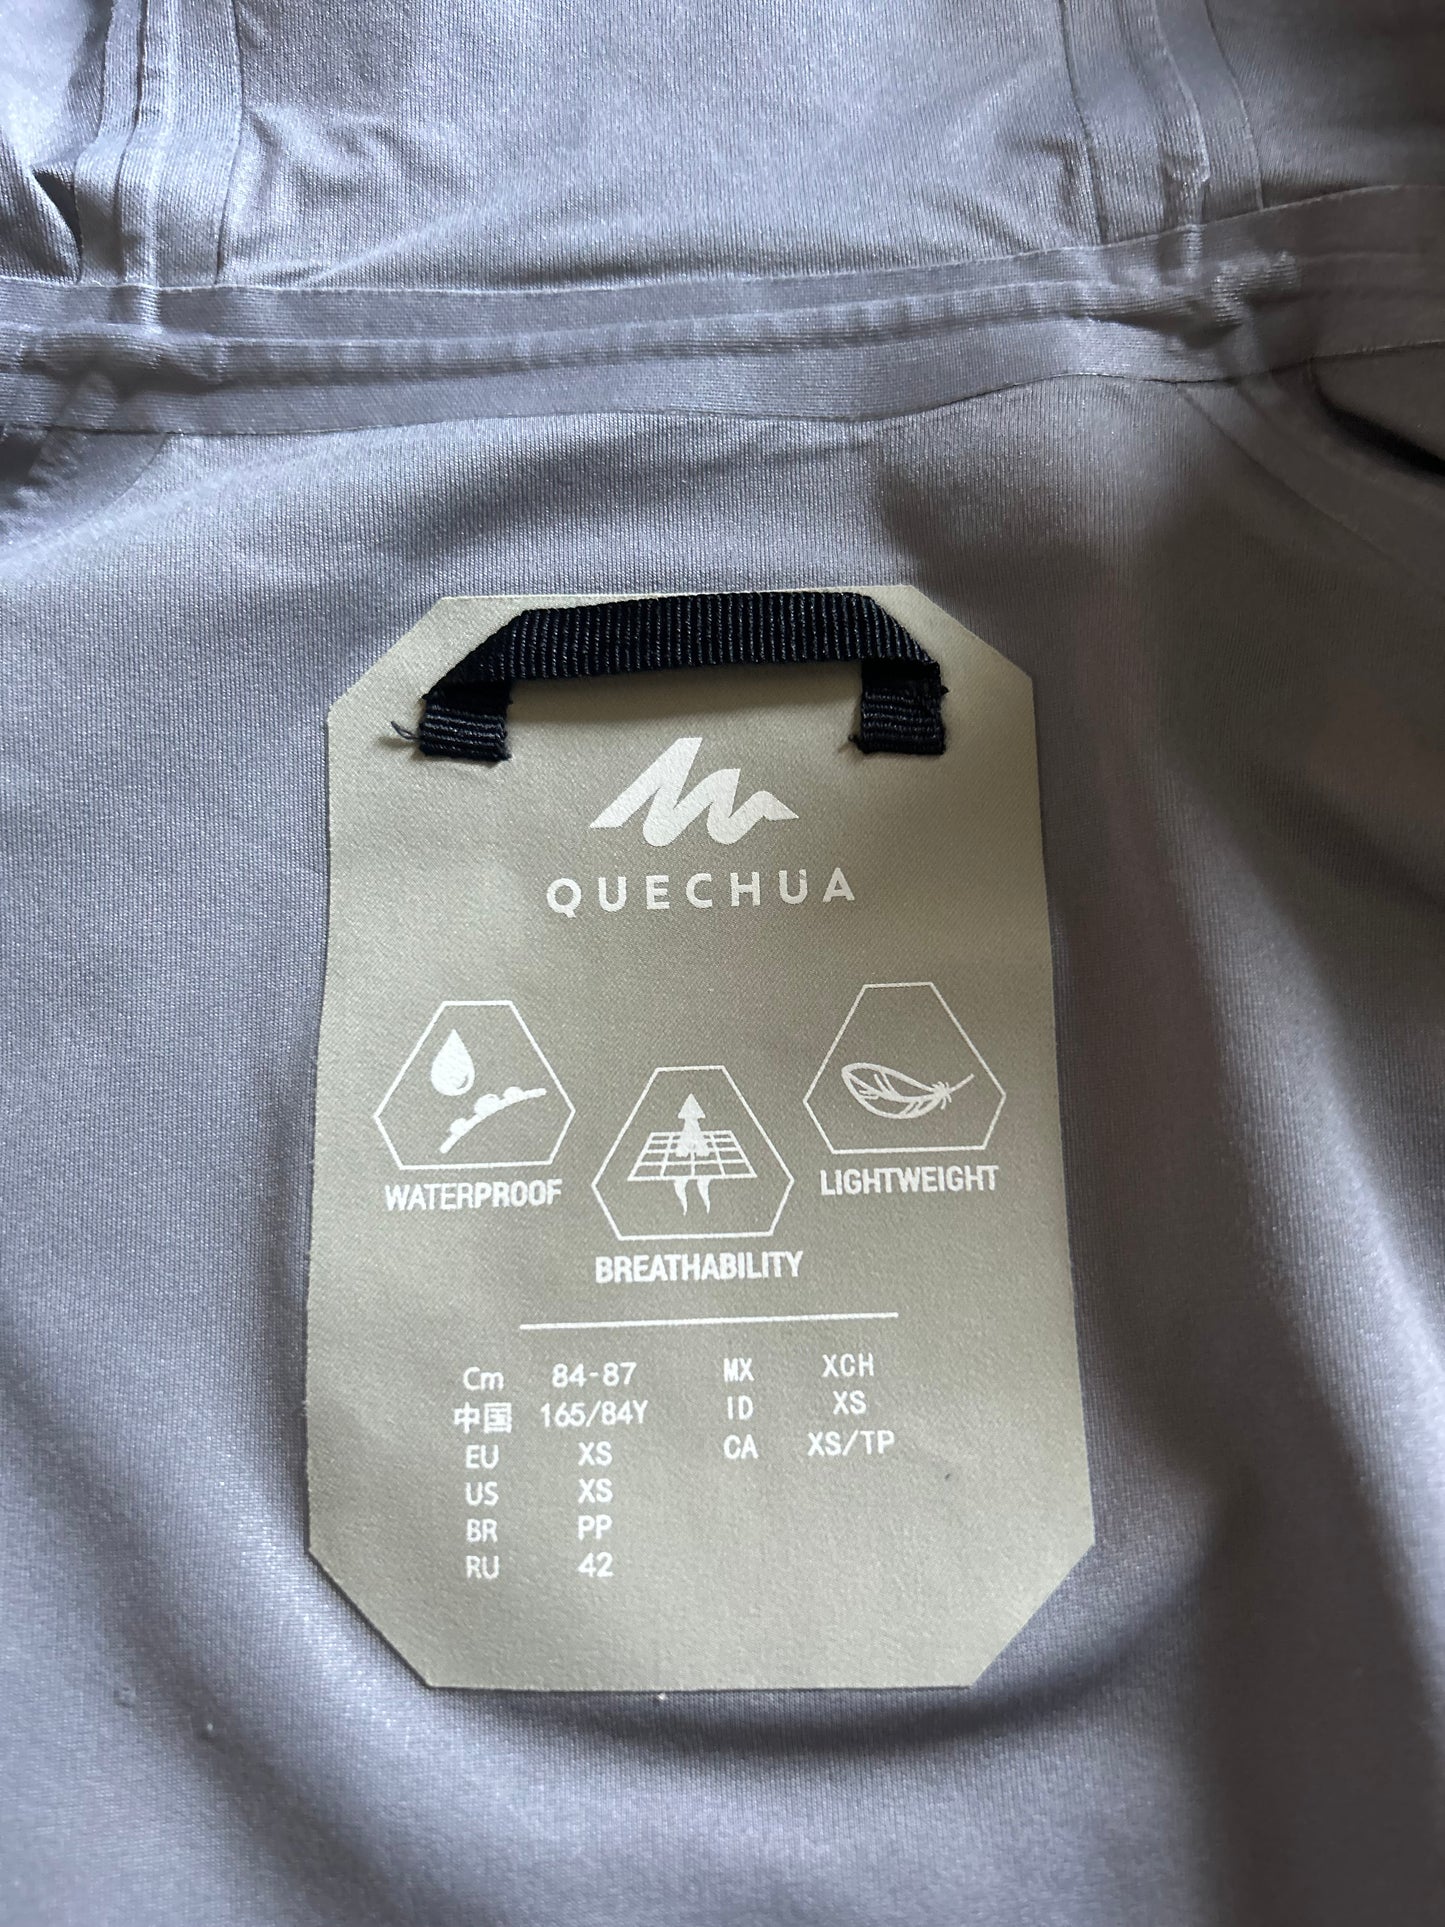 QUECHUA
WATERPROOF
BREATHABILITY
LIGHTWEIGHT
Cm 84-87
中国 165/84Y
EU XS
US XS
BR PP
RU 42
MX XCH
ID XS
CA XS/TP